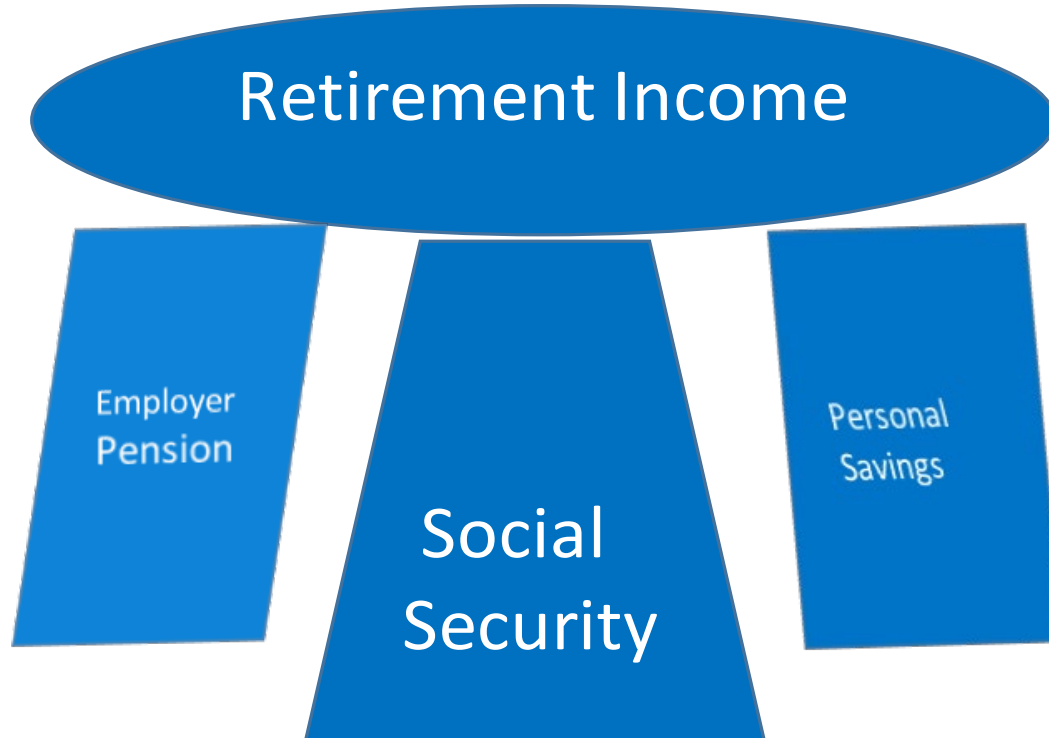 Retirement Income
Employer
Pension
Social
Security
Personal
Savings